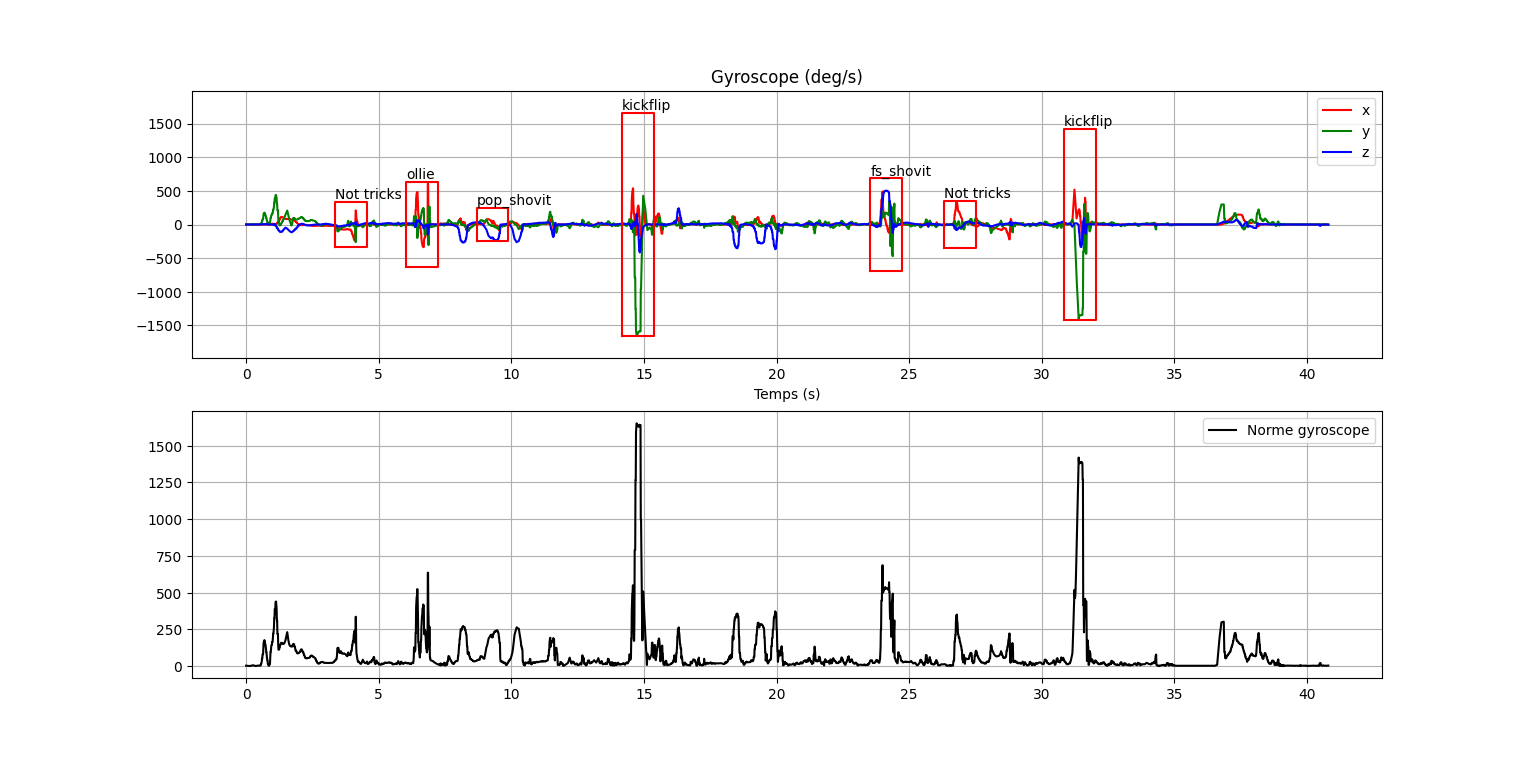 Gyroscope (deg/s)
kickflip
kickflip
x
y
z
ollie
fs_shovit
Not tricks
pop_shovit
Not tricks
1500
1000
500
0
−500
−1000
−1500
0 5 10 15 20 25 30 35 40
Temps (s)
Norme gyroscope
1500
1250
1000
750
500
250
0
0 5 10 15 20 25 30 35 40